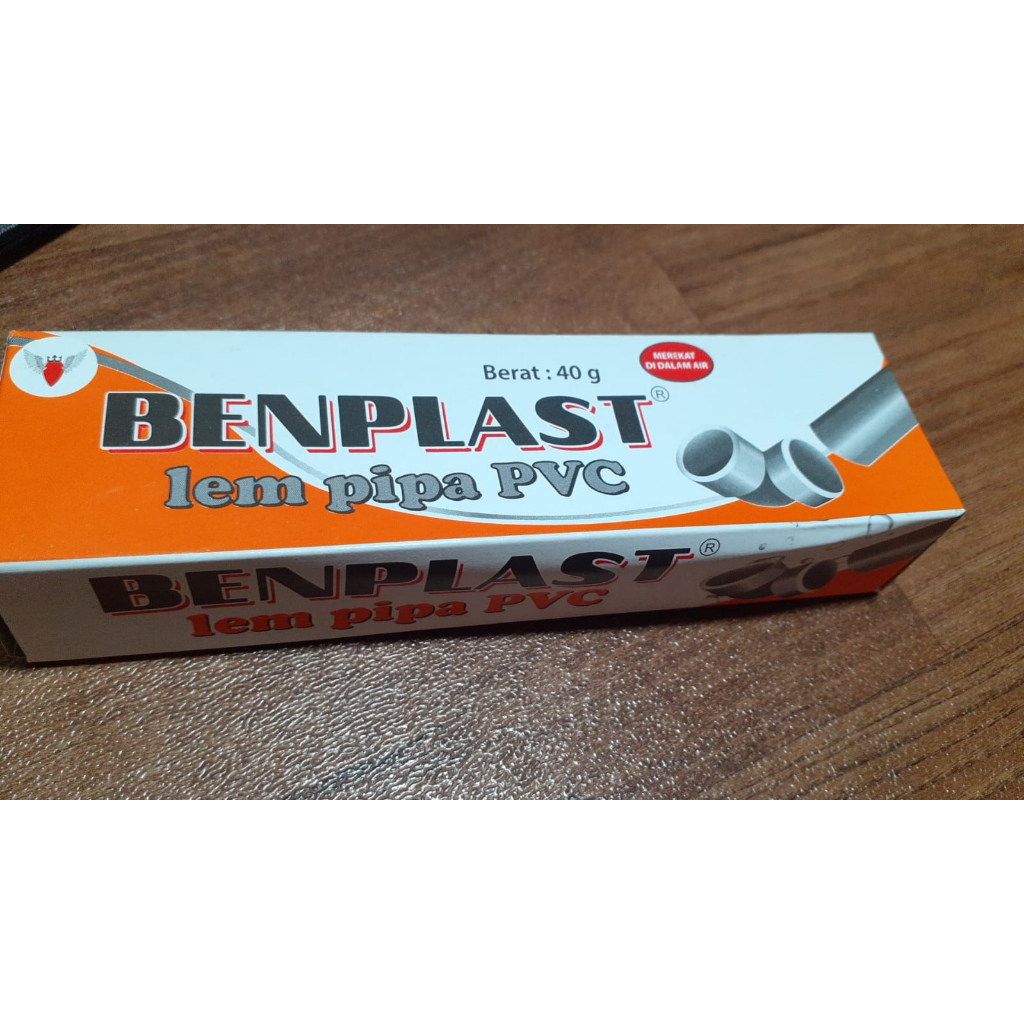 Berat : 40 g
MEREKAT
DI DALAM AIR
BENPLAST®
lem pipa PVC
BENPLAST®
lem pipa PVC